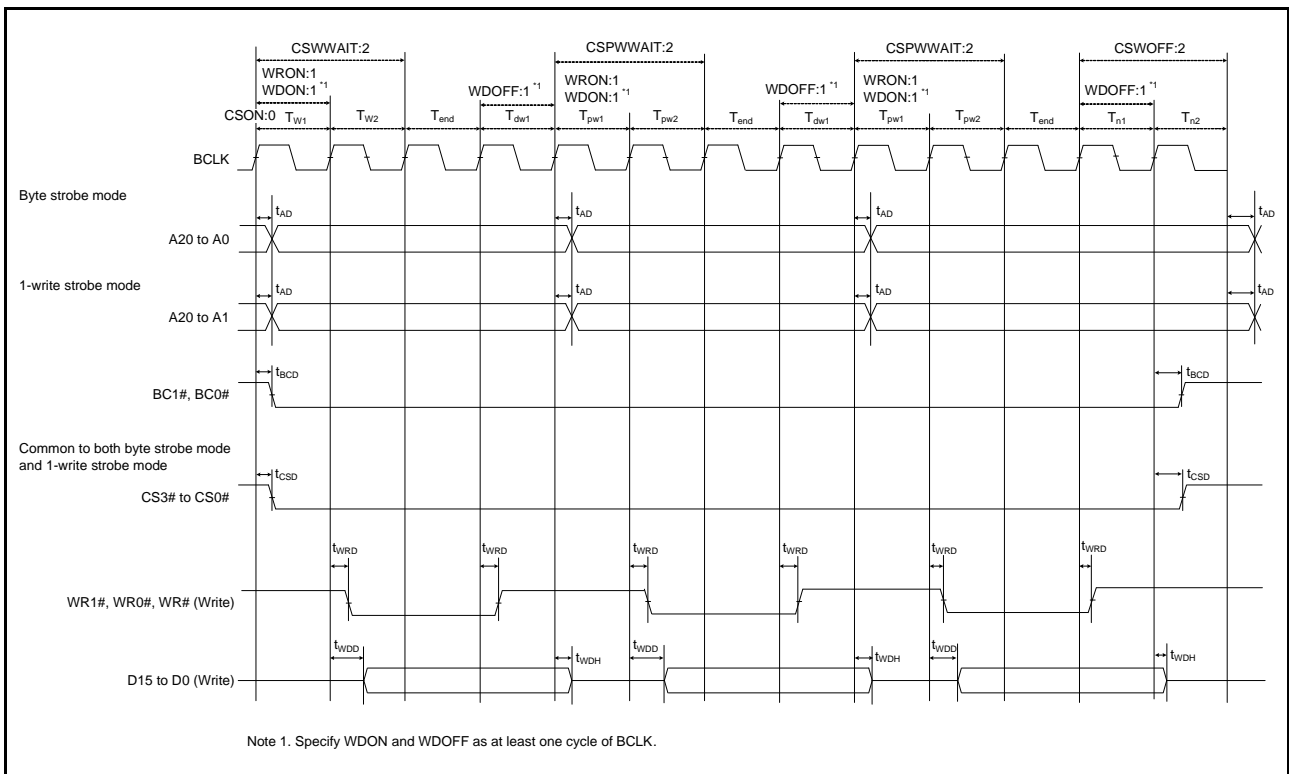 CSWWAIT:2 CSPWWAIT:2 CSPWWAIT:2 CSWOFF:2
WRON:1 WRON:1 WRON:1
WDON:1 *1 WDOFF:1 *1 WDON:1 *1 WDOFF:1 *1 WDON:1 *1 WDOFF:1 *1
CSON:0 TW1 TW2 Tend Tdw1 Tpw1 Tpw2 Tend Tdw1 Tpw1 Tpw2 Tend Tn1 Tn2
BCLK
Byte strobe mode
tAD tAD tAD tAD
A20 to A0
1-write strobe mode
tAD tAD tAD tAD
A20 to A1
tBCD tBCD
BC1#, BC0#
Common to both byte strobe mode
and 1-write strobe mode
tCSD tCSD
CS3# to CS0#
tWRD tWRD tWRD tWRD tWRD tWRD
WR1#, WR0#, WR# (Write)
tWDD tWDH tWDD tWDH tWDD tWDH
D15 to D0 (Write)
Note 1. Specify WDON and WDOFF as at least one cycle of BCLK.